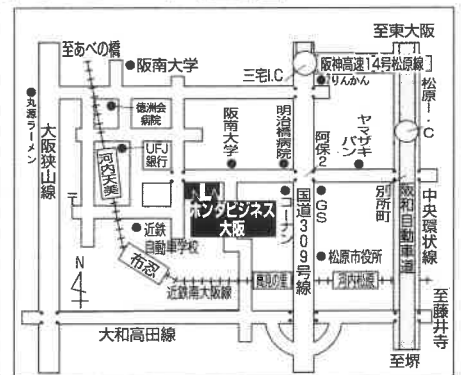 至東大阪
至あべの橋
阪南大学
三宅I.C
阪神高速14号松原線
りんかん
丸源ラーメン
大阪狭山線
徳洲会
病院
UFJ
銀行
河内天美
阪南大学
明治橋病院
阿保2
ヤマザキ
パン
松原I.C
〒
ホンダビジネス
大阪
コーナン
国道309号線
GS
別所町
阪和自動車道
中央環状線
近鉄
自動車学校
N
布忍
松原市役所
近鉄南大阪線
高見の里
河内松原
大和高田線
至藤井寺
至堺